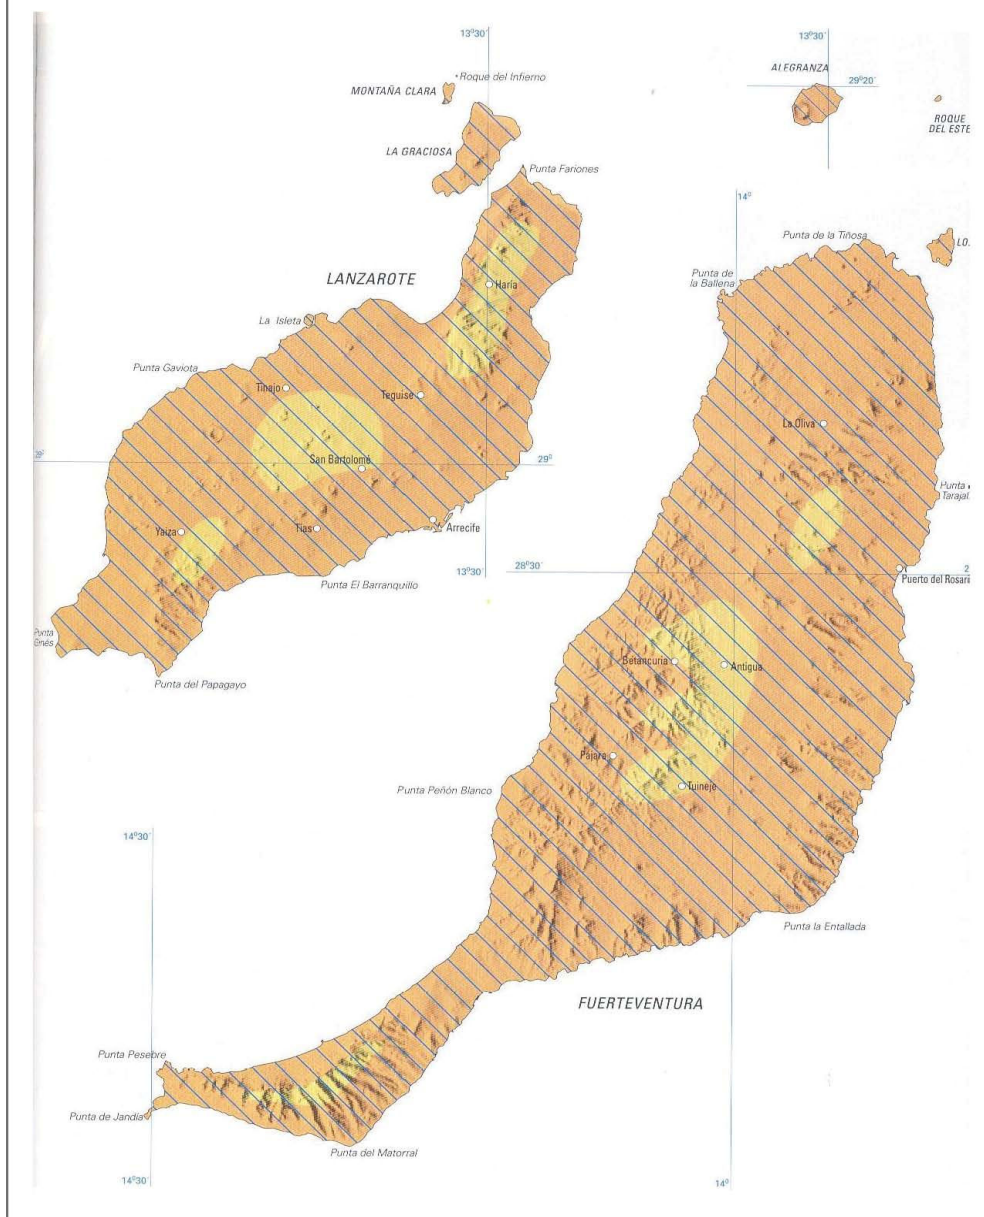 13º30´
13º30´
ALEGRANZA
Roque del Infierno
29º20´
MONTAÑA CLARA
ROQUE
DEL ESTE
LA GRACIOSA
Punta Fariones
14º
Punta de la Tiñosa
LO.
LANZAROTE
Punta de
la Ballena
Haría
La Isleta
Punta Gaviota
Tinajo
Teguise
La Oliva
San Bartolomé
29º
Punta
Tarajal
Yaiza
Tías
Arrecife
13º30´
28º30´
2
Punta El Barranquillo
Puerto del Rosari
Punta
Ginés
Betancuria
Antigua
Punta del Papagayo
Pájara
Tuineje
Punta Peñón Blanco
14º30´
Punta la Entallada
FUERTEVENTURA
Punta Pesebre
Punta de Jandía
Punta del Matorral
14º30´
14º